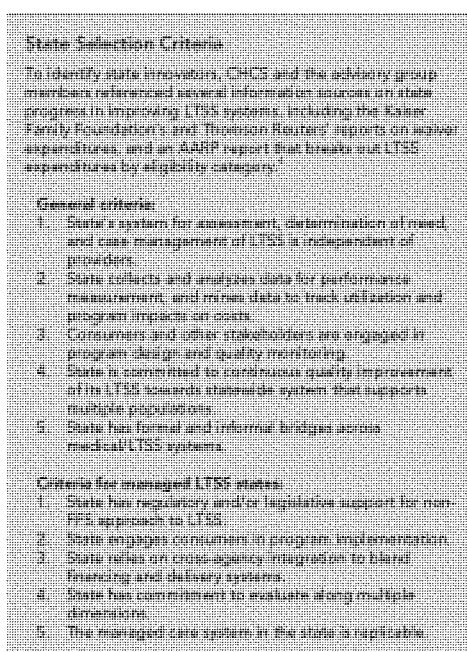 State Selection Criteria
To identify state innovators, CHCS and the advisory group
members referenced several information sources on state
progress in improving LTSS systems, including the Kaiser
Family Foundation's and Thomson Reuters' reports on waiver
expenditures, and an AARP report that breaks out LTSS
expenditures by eligibility category.4
General criteria:
1. State's system for assessment, determination of need,
and case management of LTSS is independent of
providers.
2. State collects and analyzes data for performance
measurement, and mines data to track utilization and
program impacts on costs.
3. Consumers and other stakeholders are engaged in
program design and quality monitoring.
4. State is committed to continuous quality improvement
of its LTSS towards statewide system that supports
multiple populations.
5. State has formal and informal bridges across
medical/LTSS systems.
Criteria for managed LTSS states:
1. State has regulatory and/or legislative support for non-
FFS approach to LTSS.
2. State engages consumers in program implementation.
3. State relies on cross-agency integration to blend
financing and delivery systems.
4. State has commitment to evaluate along multiple
dimensions.
5. The managed care system in the state is replicable.